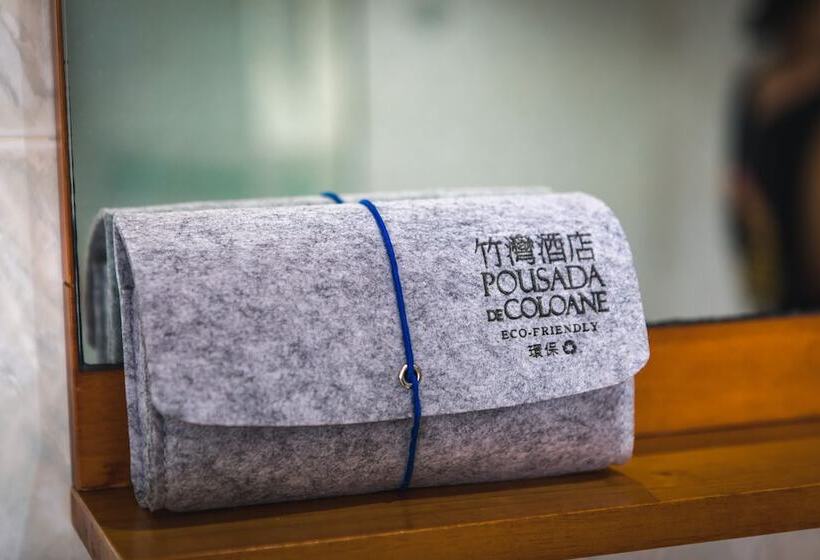 竹灣酒店
POUSADA
DE COLOANE
ECO-FRIENDLY
環保